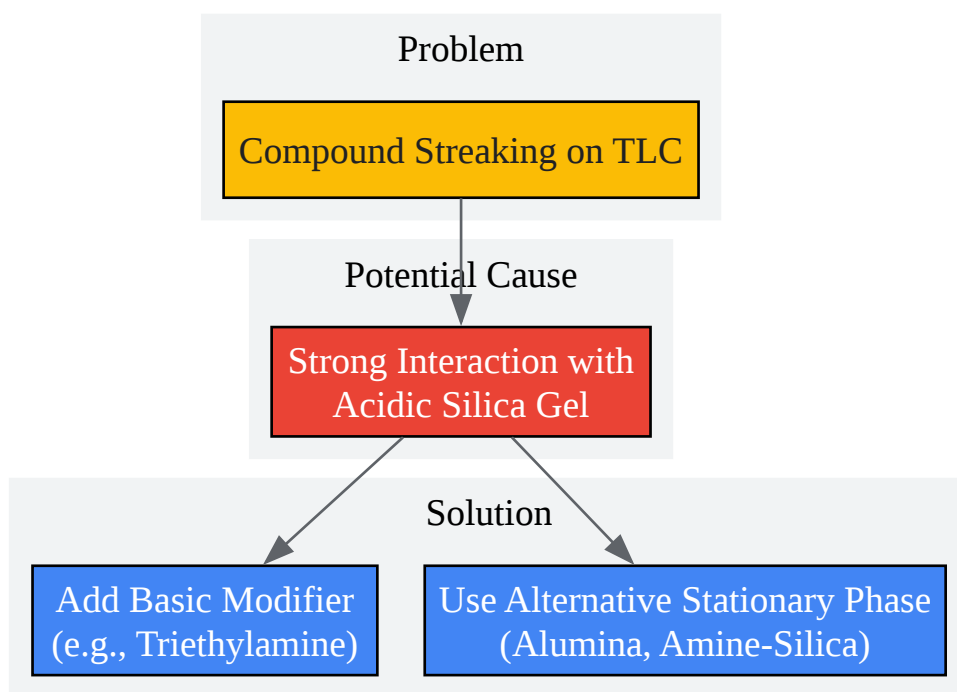 Problem
Compound Streaking on TLC
Potential Cause
Strong Interaction with
Acidic Silica Gel
Solution
Add Basic Modifier
(e.g., Triethylamine)
Use Alternative Stationary Phase
(Alumina, Amine-Silica)